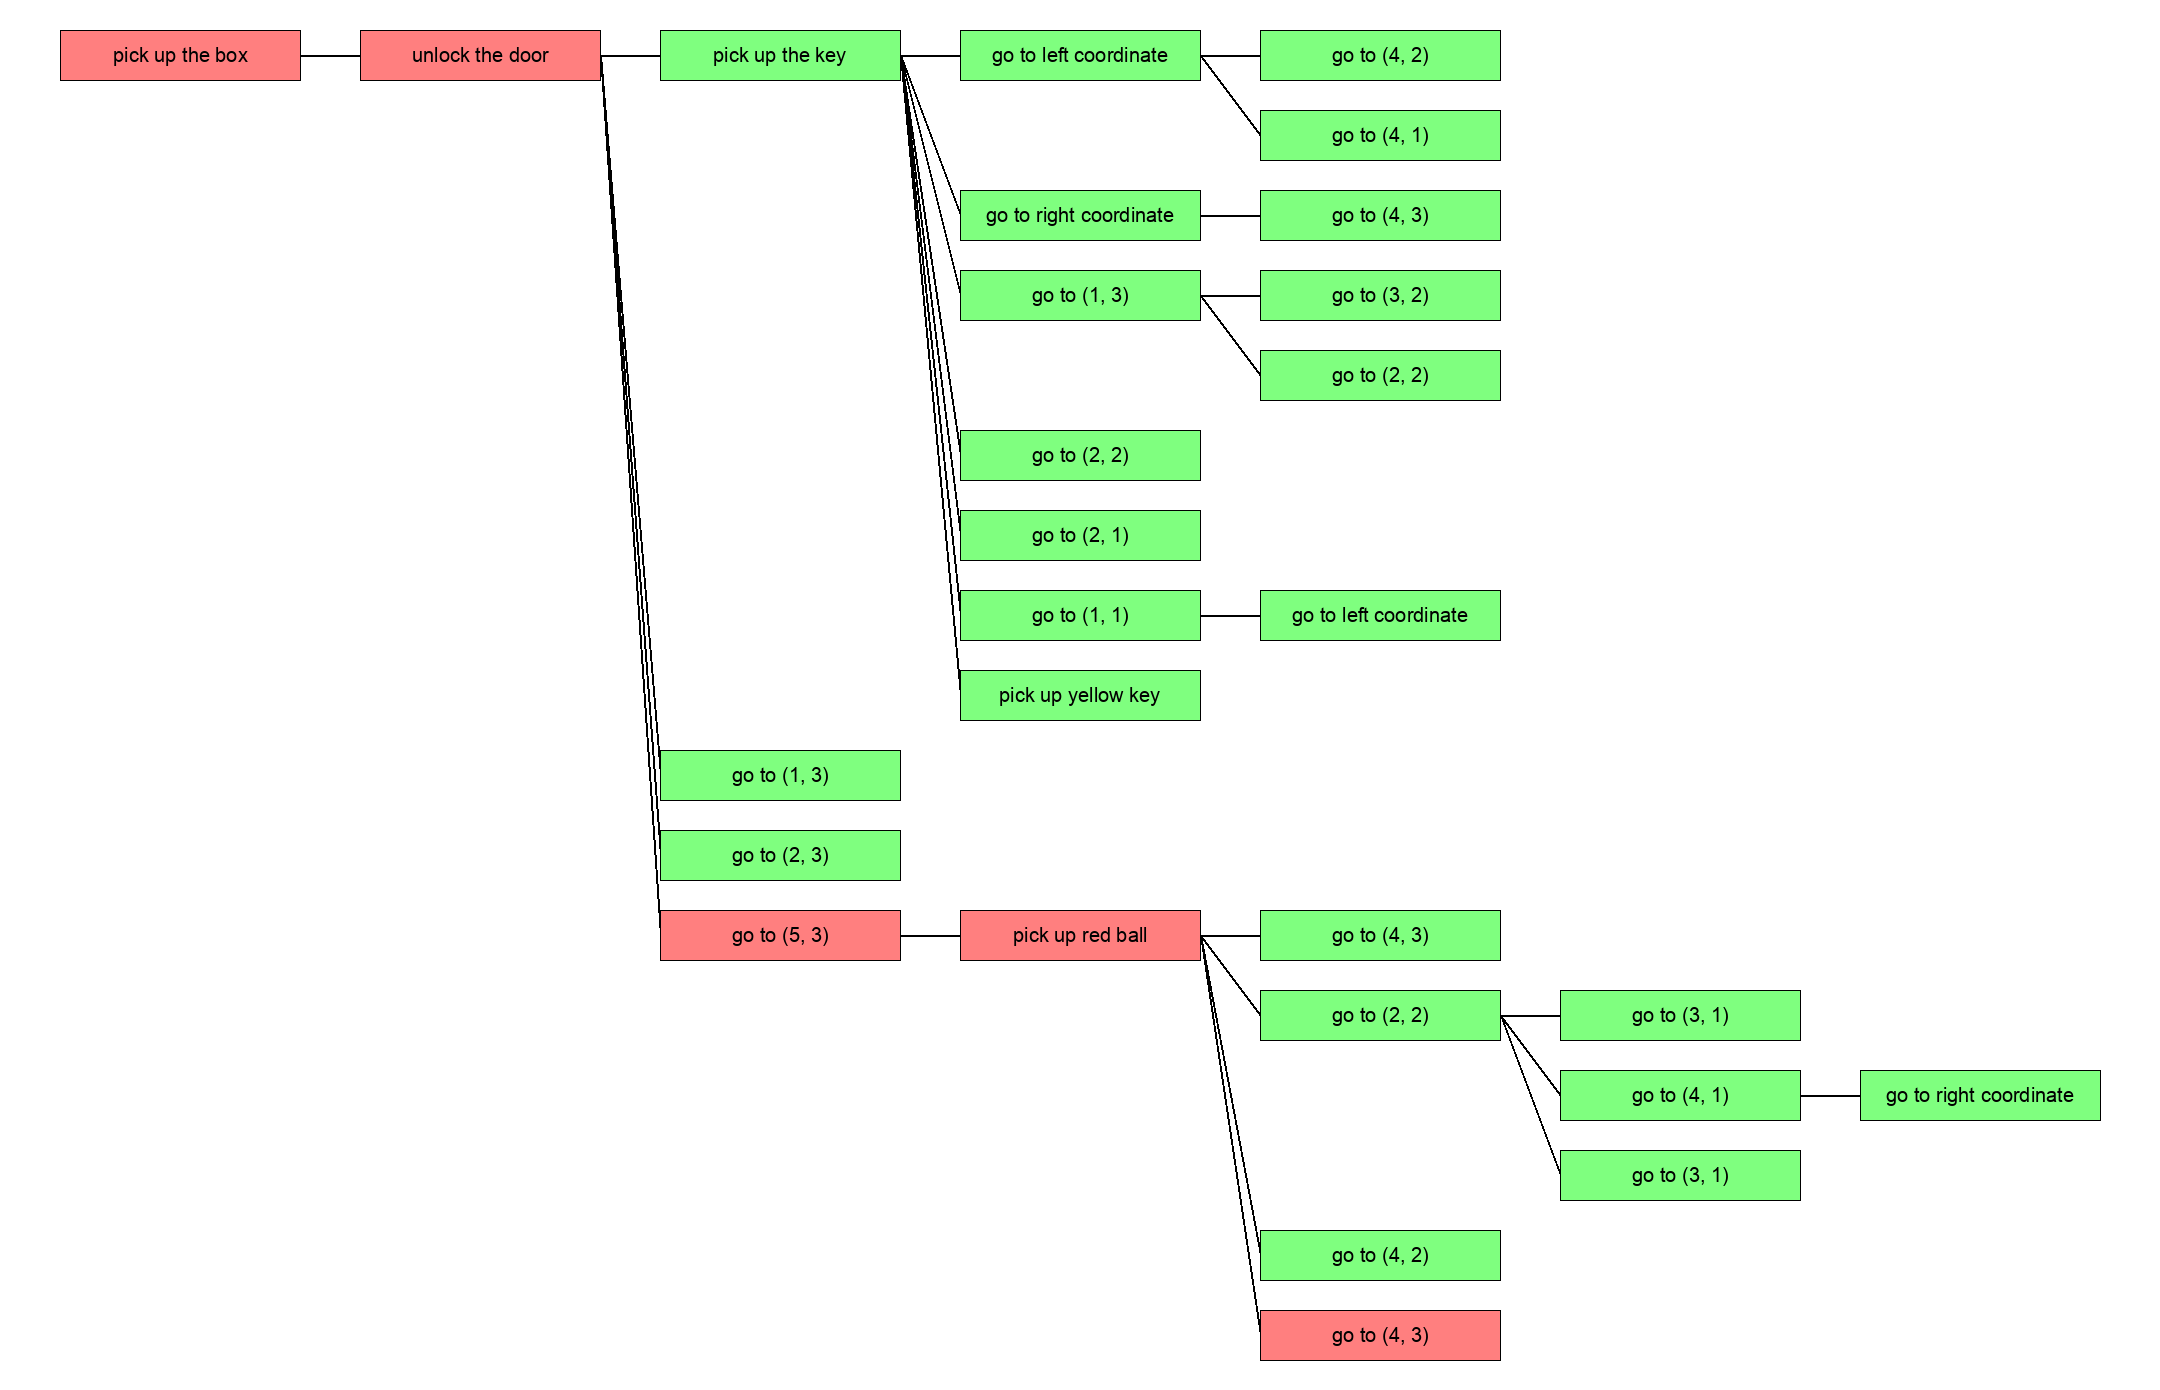 pick up the box
unlock the door
pick up the key
go to left coordinate
go to (4, 2)
go to (4, 1)
go to right coordinate
go to (4, 3)
go to (1, 3)
go to (3, 2)
go to (2, 2)
go to (2, 2)
go to (2, 1)
go to (1, 1)
go to left coordinate
pick up yellow key
go to (1, 3)
go to (2, 3)
go to (5, 3)
pick up red ball
go to (4, 3)
go to (2, 2)
go to (3, 1)
go to (4, 1)
go to right coordinate
go to (3, 1)
go to (4, 2)
go to (4, 3)